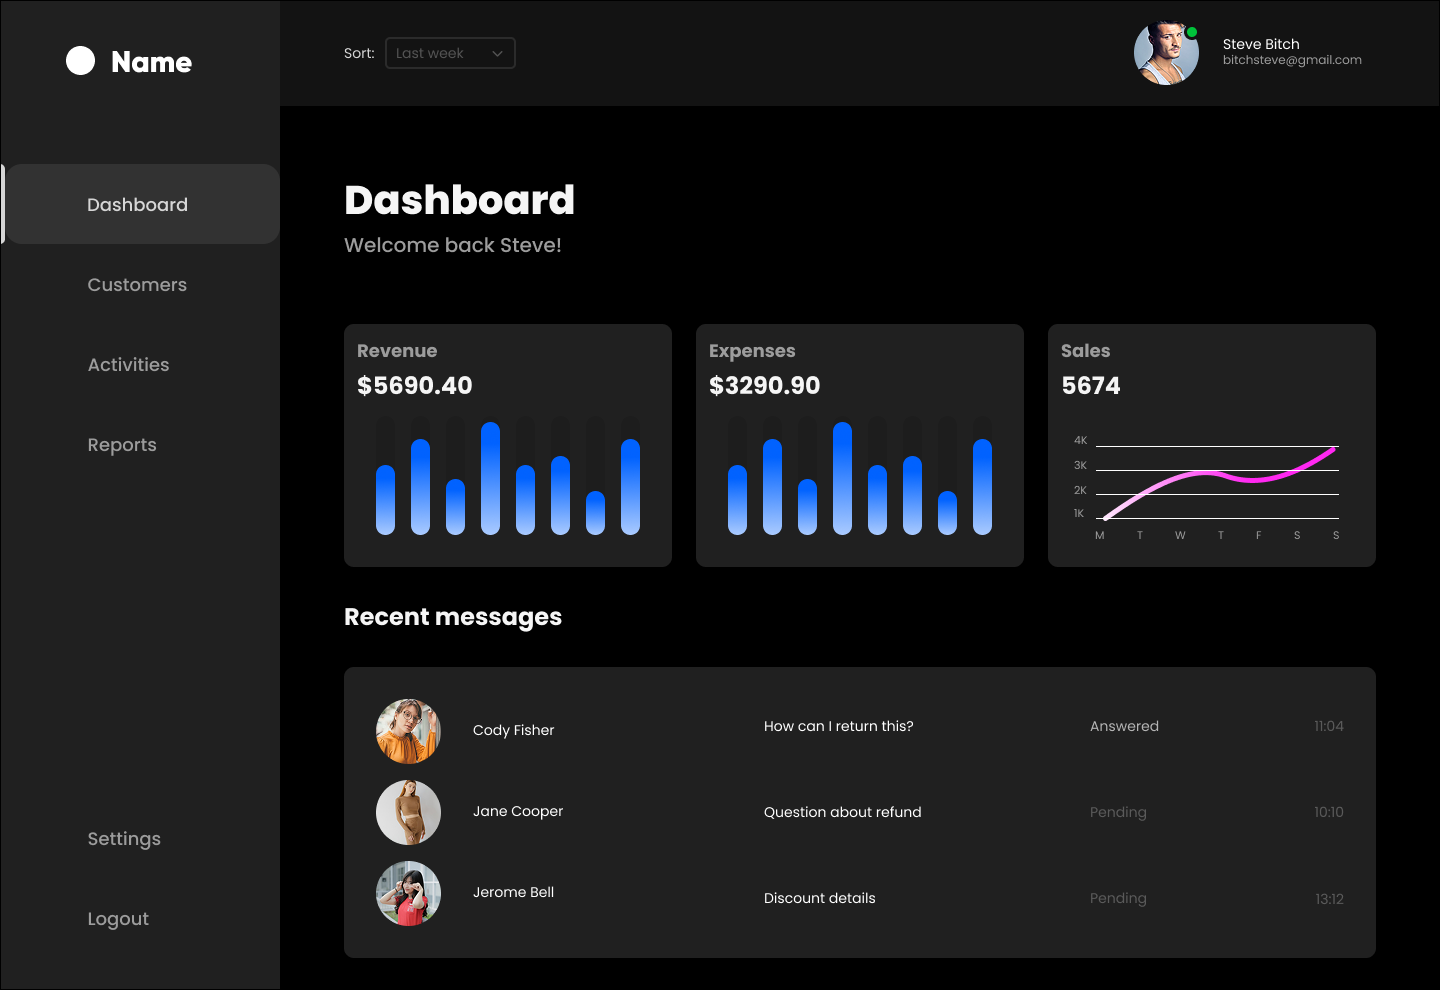 Name
Sort: Last week
Steve Bitch
bitchsteve@gmail.com
Dashboard
Customers
Activities
Reports
Settings
Logout
Dashboard
Welcome back Steve!
Revenue
$5690.40
Expenses
$3290.90
Sales
5674
4K
3K
2K
1K
M T W T F S S
Recent messages
Cody Fisher How can I return this? Answered 11:04
Jane Cooper Question about refund Pending 10:10
Jerome Bell Discount details Pending 13:12